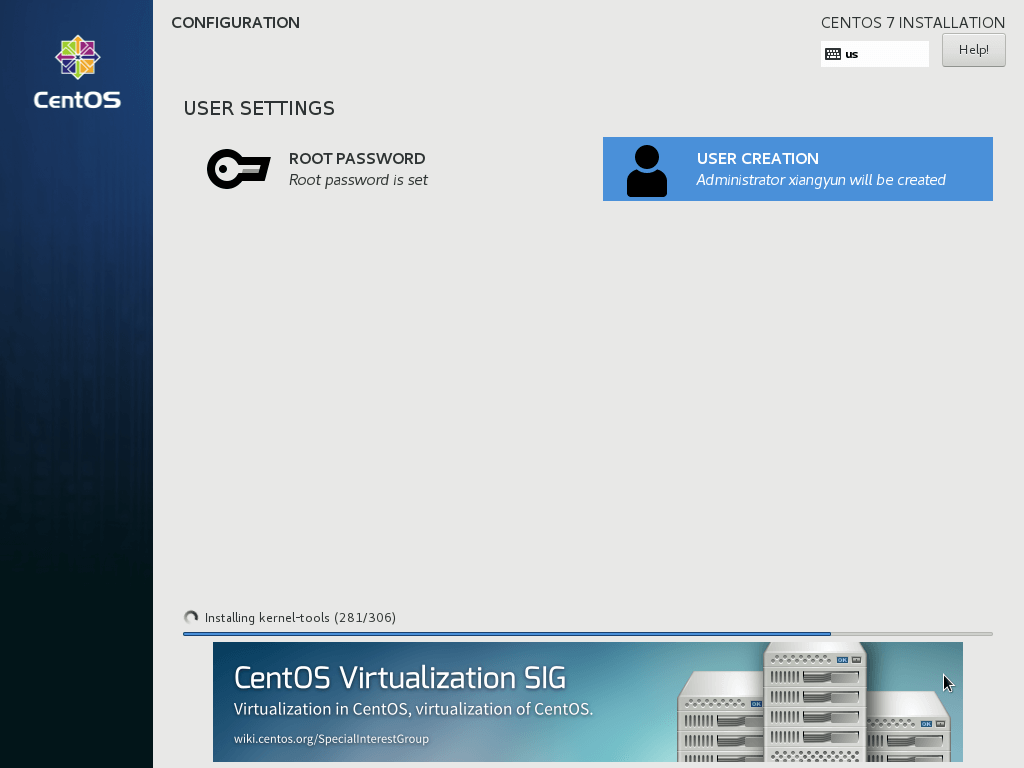 CONFIGURATION
CENTOS 7 INSTALLATION
us
Help!
CentOS
USER SETTINGS
ROOT PASSWORD
Root password is set
USER CREATION
Administrator xiangyun will be created
Installing kernel-tools (281/306)
CentOS Virtualization SIG
Virtualization in CentOS, virtualization of CentOS.
wiki.centos.org/SpecialInterestGroup